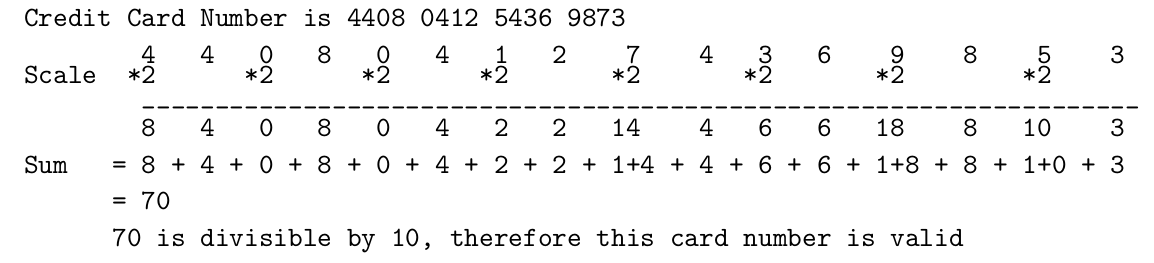 Credit Card Number is 4408 0412 5436 9873
4 4 0 8 0 4 1 2 7 4 3 6 9 8 5 3
Scale *2 *2 *2 *2 *2 *2 *2 *2
--------------------------------------------------------------------
8 4 0 8 0 4 2 2 14 4 6 6 18 8 10 3
Sum = 8 + 4 + 0 + 8 + 0 + 4 + 2 + 2 + 1+4 + 4 + 6 + 6 + 1+8 + 8 + 1+0 + 3
= 70
70 is divisible by 10, therefore this card number is valid